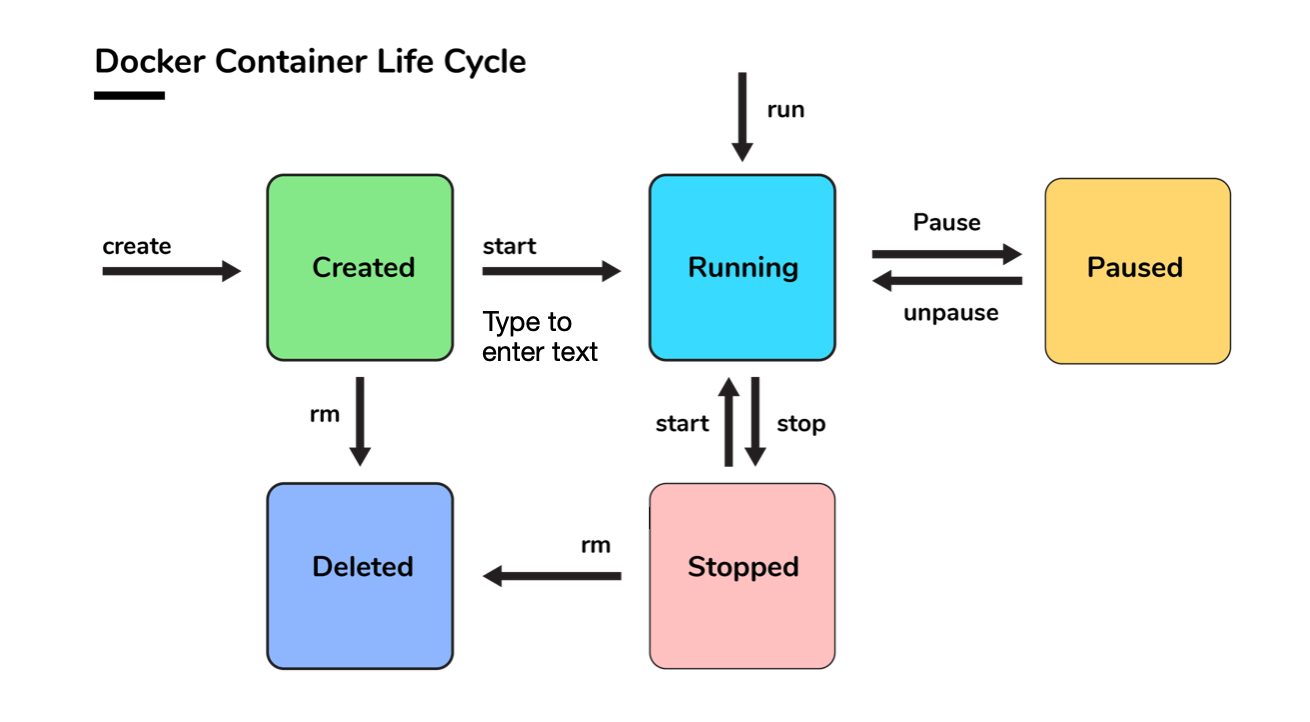 Docker Container Life Cycle
run
create
Created
start
Running
Pause
Paused
unpause
Type to
enter text
rm
start
stop
Deleted
rm
Stopped